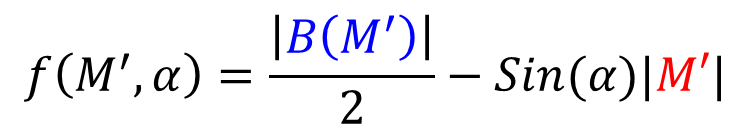 f(M′, α) = |B(M′)| / 2 − Sin(α)|M′|